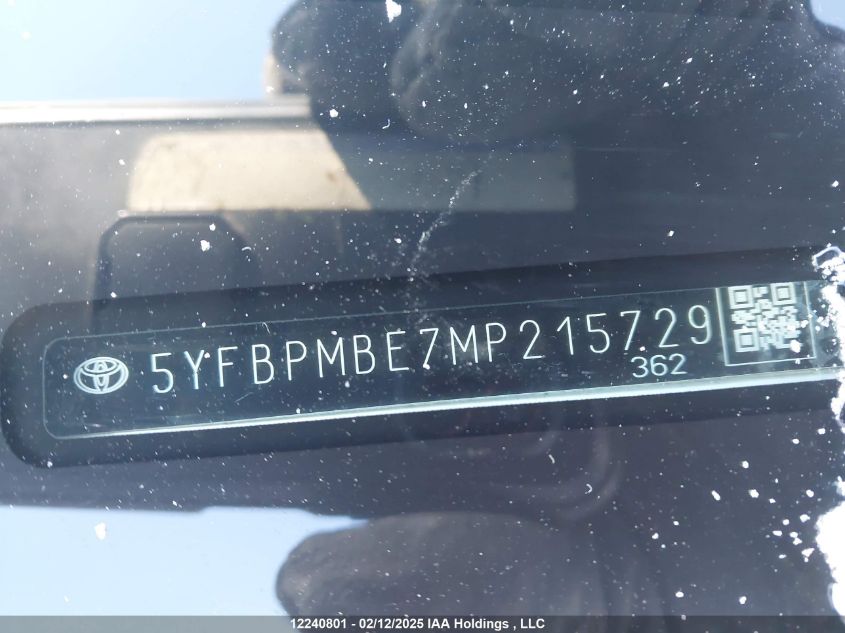 5YFBPMBE7MP215729
362
12240801 - 02/12/2025 IAA Holdings , LLC